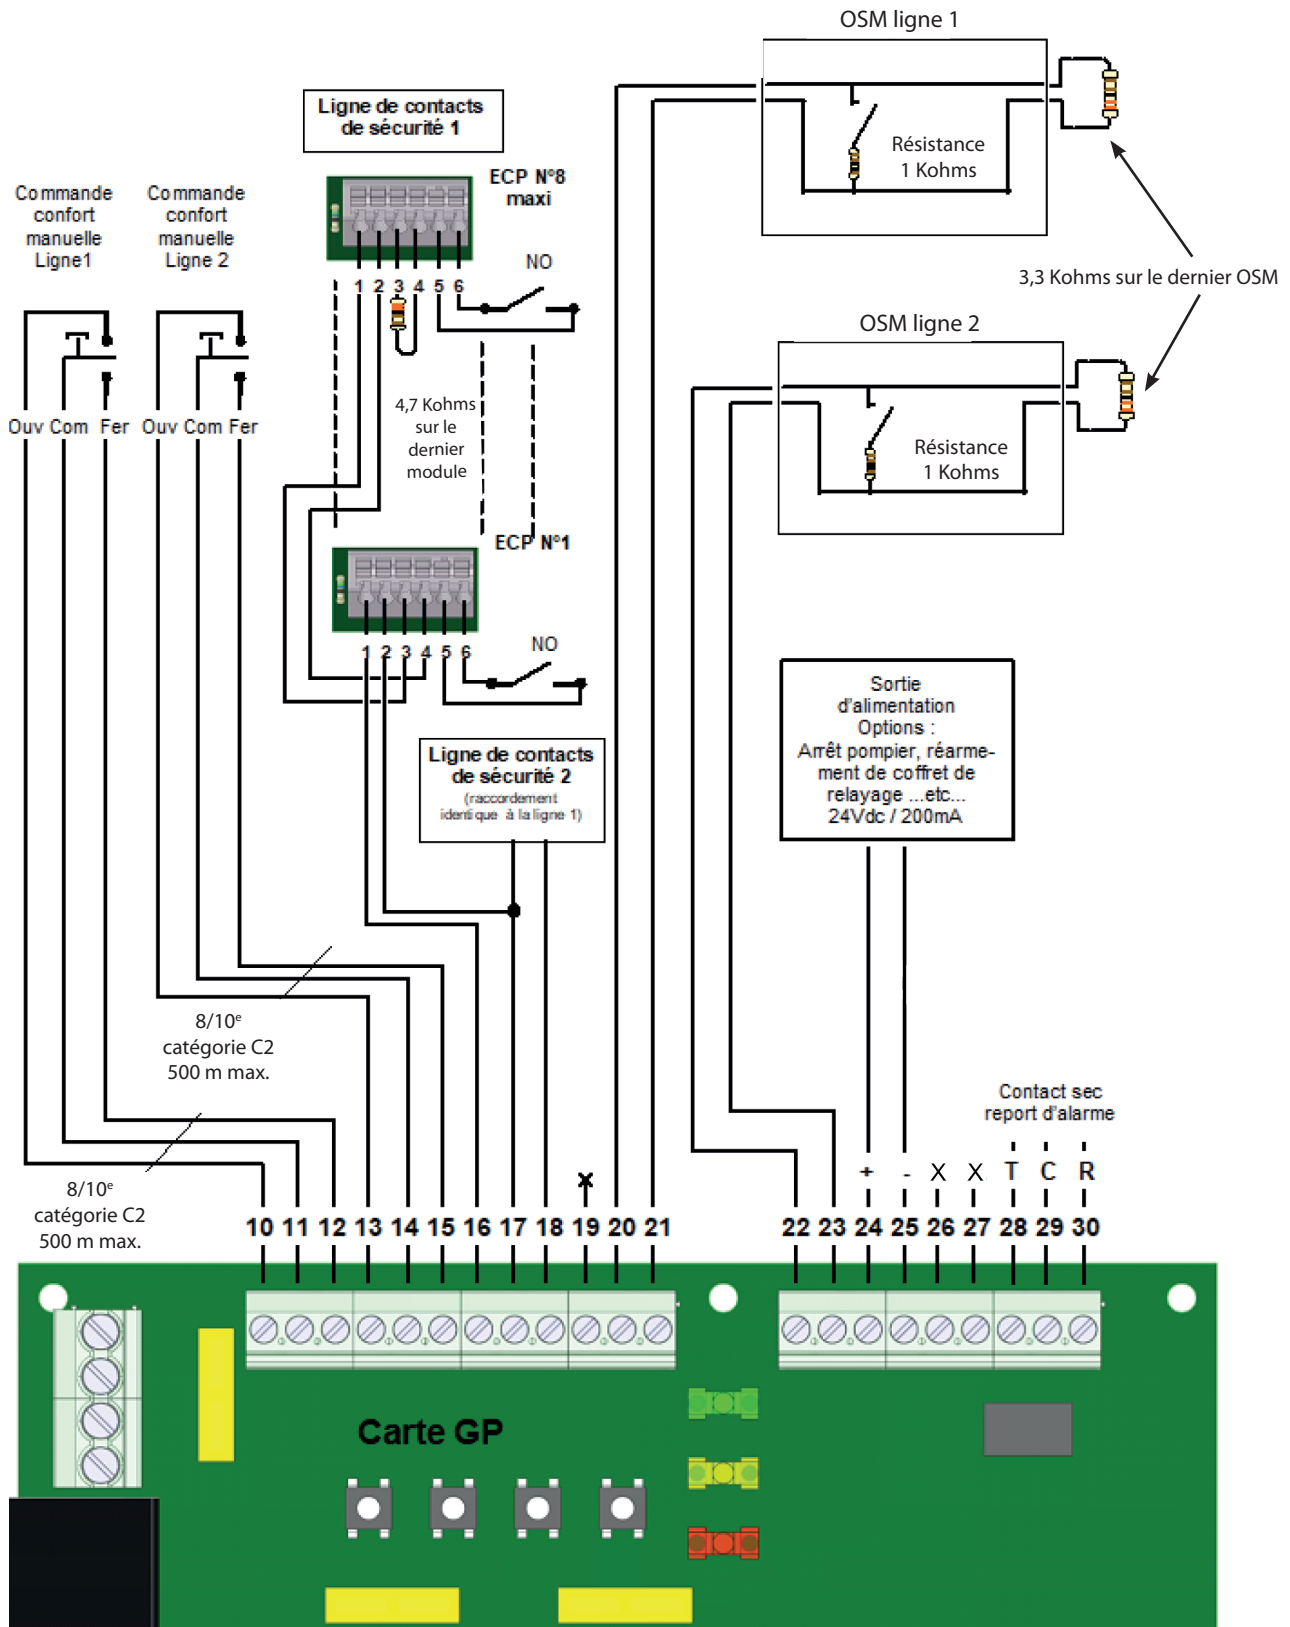 OSM ligne 1
Ligne de contacts
de sécurité 1
Résistance
1 Kohms
ECP N°8
maxi
Commande
confort
manuelle
Ligne1
Commande
confort
manuelle
Ligne 2
NO
1 2 3 4 5 6
3,3 Kohms sur le dernier OSM
OSM ligne 2
4,7 Kohms
sur le
dernier
module
Ouv Com Fer
Ouv Com Fer
Résistance
1 Kohms
ECP N°1
NO
1 2 3 4 5 6
Sortie
d'alimentation
Options :
Arrêt pompier, réarme-
ment de coffret de
relayage ...etc...
24Vdc / 200mA
Ligne de contacts
de sécurité 2
(raccordement
identique à la ligne 1)
8/10e
catégorie C2
500 m max.
Contact sec
report d'alarme
8/10e
catégorie C2
500 m max.
+ - X X T C R
x
10 11 12 13 14 15 16 17 18 19 20 21
22 23 24 25 26 27 28 29 30
Carte GP